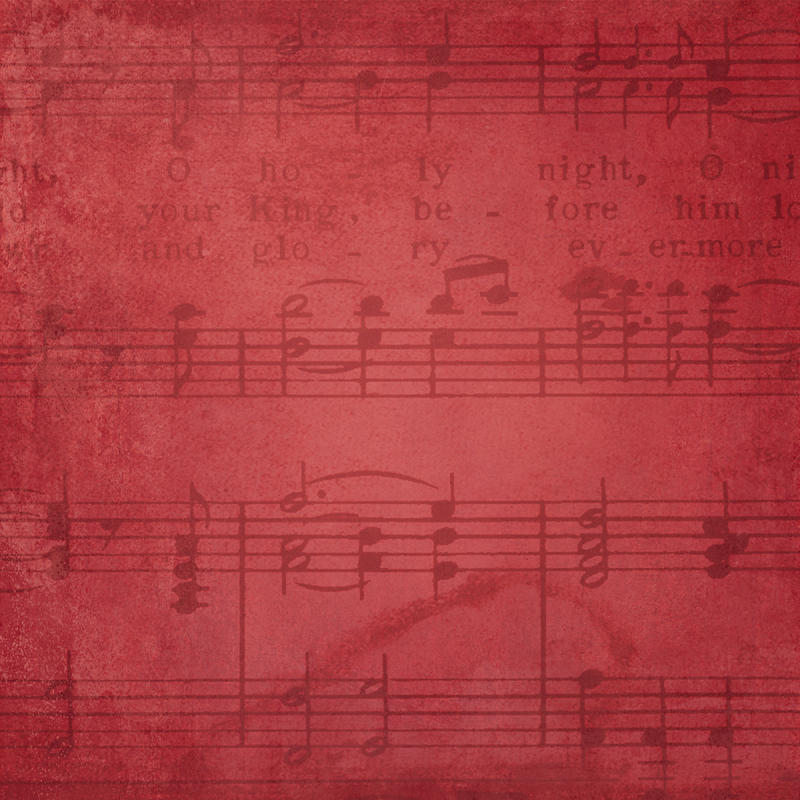 ght, O ho - ly night, O ni
d your King, be - fore him lo
and glo - ry ev - er more